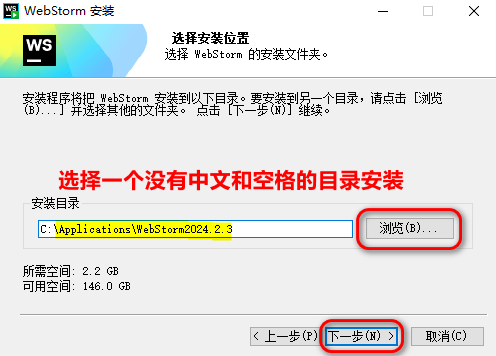 WS WebStorm 安装
WS
选择安装位置
选择 WebStorm 的安装文件夹。
安装程序将把 WebStorm 安装到以下目录。要安装到另一个目录，请点击 [浏览
(B)...] 并选择其他的文件夹。 点击 [下一步(N)] 继续。
选择一个没有中文和空格的目录安装
安装目录
C:\Applications\WebStorm2024.2.3
浏览(B)...
所需空间: 2.2 GB
可用空间: 146.0 GB
< 上一步(P)
下一步(N) >
取消(C)